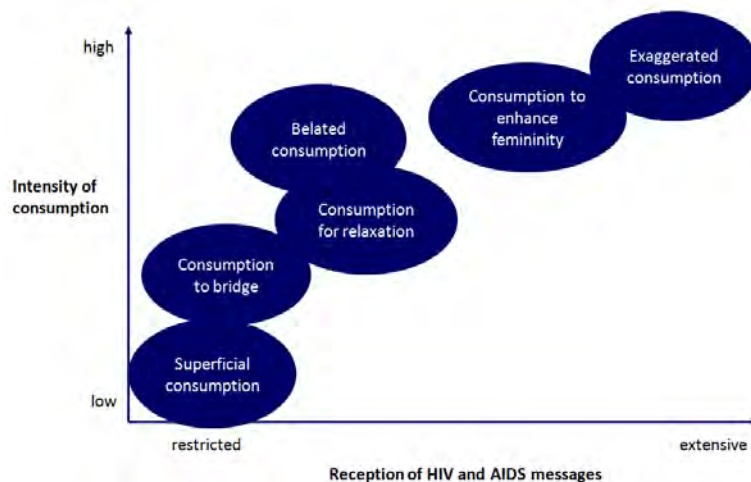 high
Exaggerated
consumption
Consumption to
enhance
femininity
Belated
consumption
Intensity of
consumption
Consumption
for relaxation
Consumption
to bridge
Superficial
consumption
low
restricted
extensive
Reception of HIV and AIDS messages